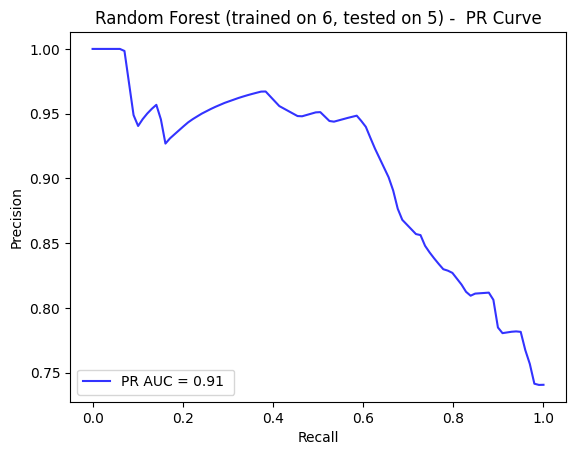 Random Forest (trained on 6, tested on 5) -  PR Curve
1.00
0.95
0.90
0.85
0.80
0.75
Precision
PR AUC = 0.91
0.0 0.2 0.4 0.6 0.8 1.0
Recall